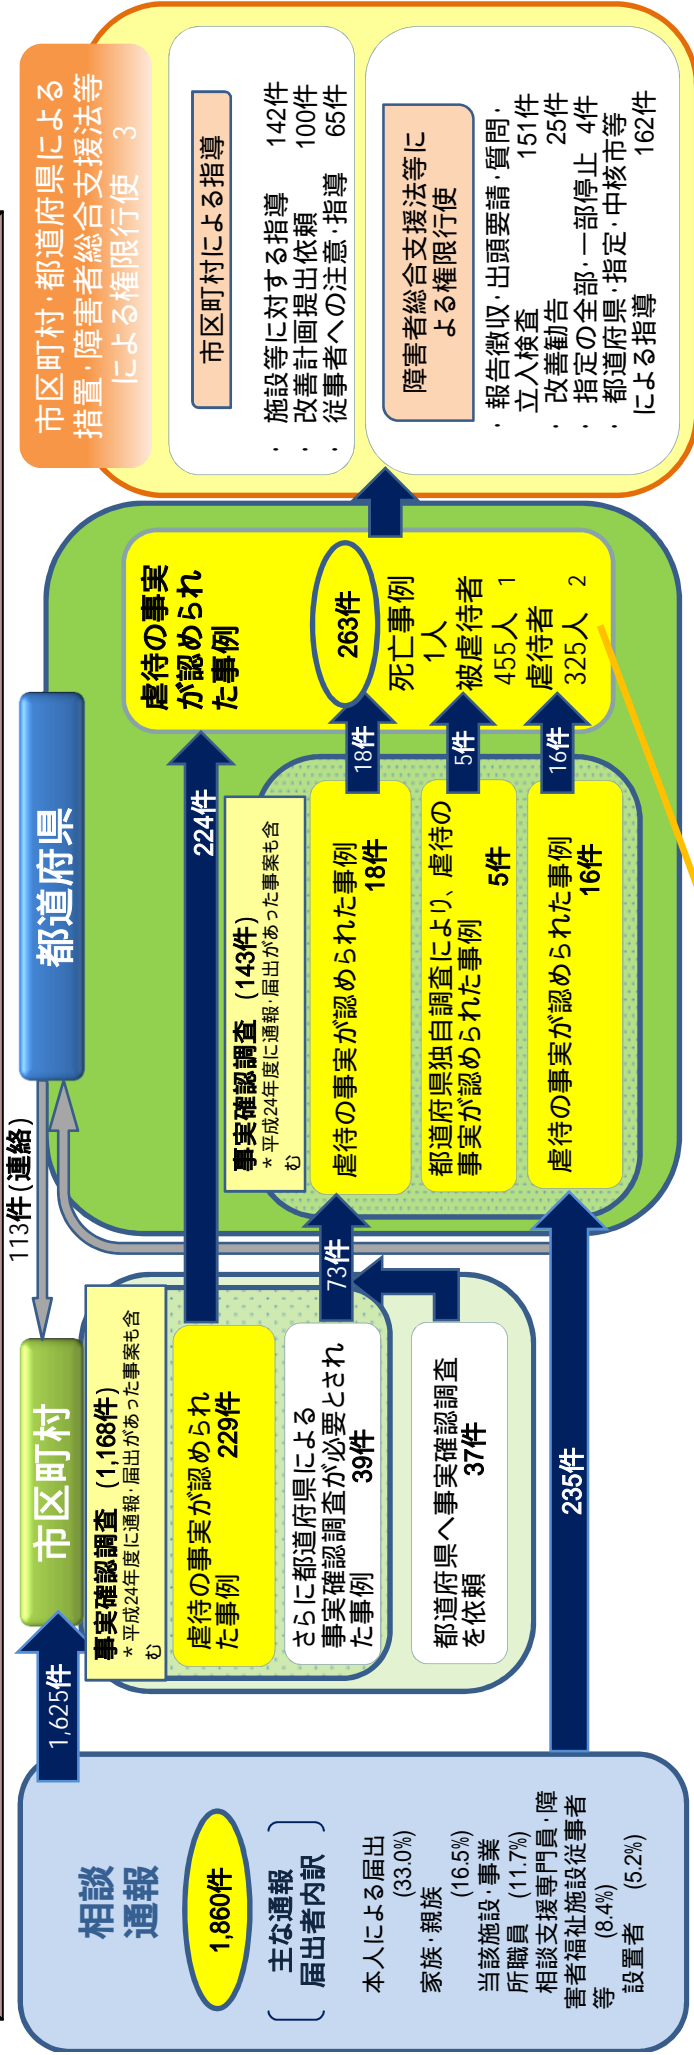 相談
通報
1,860件
主な通報
届出者内訳
本人による届出
(33.0%)
家族・親族
(16.5%)
当該施設・事業
所職員 (11.7%)
相談支援専門員・障
害者福祉施設従事者
等 (8.4%)
設置者 (5.2%)
1,625件
235件
市区町村
事実確認調査 (1,168件)
*平成24年度に通報・届出があった事案も含
む
虐待の事実が認められ
た事例 229件
さらに都道府県による
事実確認調査が必要とされ
た事例 39件
都道府県へ事実確認調査
を依頼 37件
113件(連絡)
73件
224件
都道府県
事実確認調査 (143件)
*平成24年度に通報・届出があった事案も含
む
虐待の事実が認められた事例
18件
都道府県独自調査により、虐待の
事実が認められた事例 5件
虐待の事実が認められた事例
16件
18件
5件
16件
虐待の事実
が認められ
た事例
263件
死亡事例
1人
被虐待者
455人 1
虐待者
325人 2
市区町村・都道府県による
措置・障害者総合支援法等
による権限行使 3
市区町村による指導
・ 施設等に対する指導 142件
・ 改善計画提出依頼 100件
・ 従事者への注意・指導 65件
障害者総合支援法等に
よる権限行使
・ 報告徴収・出頭要請・質問・
立入検査 151件
・ 改善勧告 25件
・ 指定の全部・一部停止 4件
・ 都道府県・指定・中核市等
による指導 162件